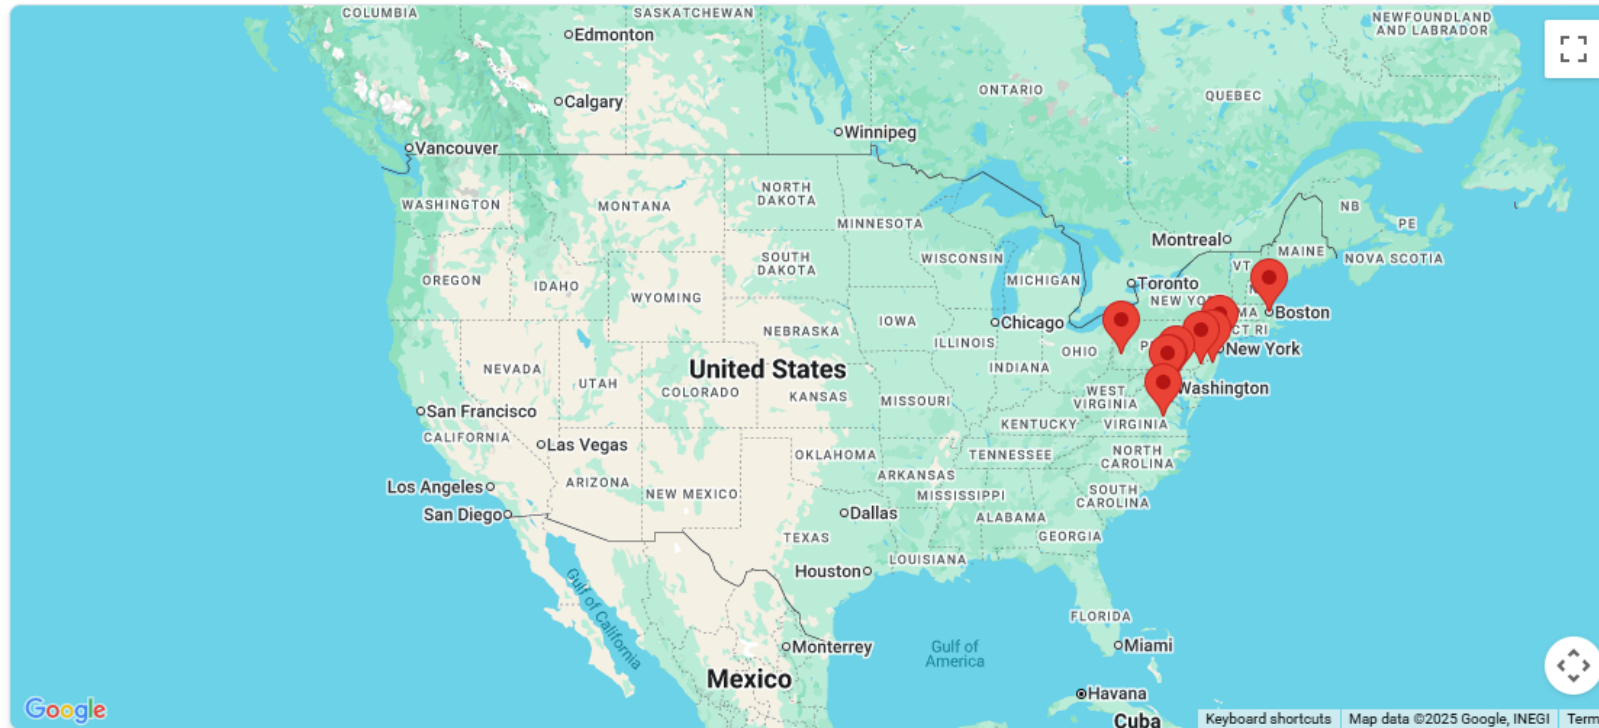 COLUMBIA
SASKATCHEWAN
NEWFOUNDLAND
AND LABRADOR
Edmonton
ONTARIO
QUEBEC
Calgary
Winnipeg
Vancouver
WASHINGTON
MONTANA
NORTH
DAKOTA
MINNESOTA
NB
PE
Montreal
MAINE
NOVA SCOTIA
VT
SOUTH
DAKOTA
WISCONSIN
MICHIGAN
OREGON
IDAHO
WYOMING
Toronto
NEW YO
MA
Boston
CT RI
Chicago
IOWA
NEBRASKA
ILLINOIS
OHIO
New York
NEVADA
UTAH
United States
INDIANA
COLORADO
KANSAS
MISSOURI
WEST
VIRGINIA
Washington
San Francisco
KENTUCKY
VIRGINIA
CALIFORNIA
Las Vegas
OKLAHOMA
TENNESSEE
NORTH
CAROLINA
Los Angeles
ARIZONA
NEW MEXICO
ARKANSAS
MISSISSIPPI
SOUTH
CAROLINA
San Diego
Dallas
ALABAMA
TEXAS
GEORGIA
LOUISIANA
Houston
Gulf of California
FLORIDA
Monterrey
Gulf of
America
Miami
Mexico
Havana
Cuba
Google
Keyboard shortcuts
Map data ©2025 Google, INEGI
Term